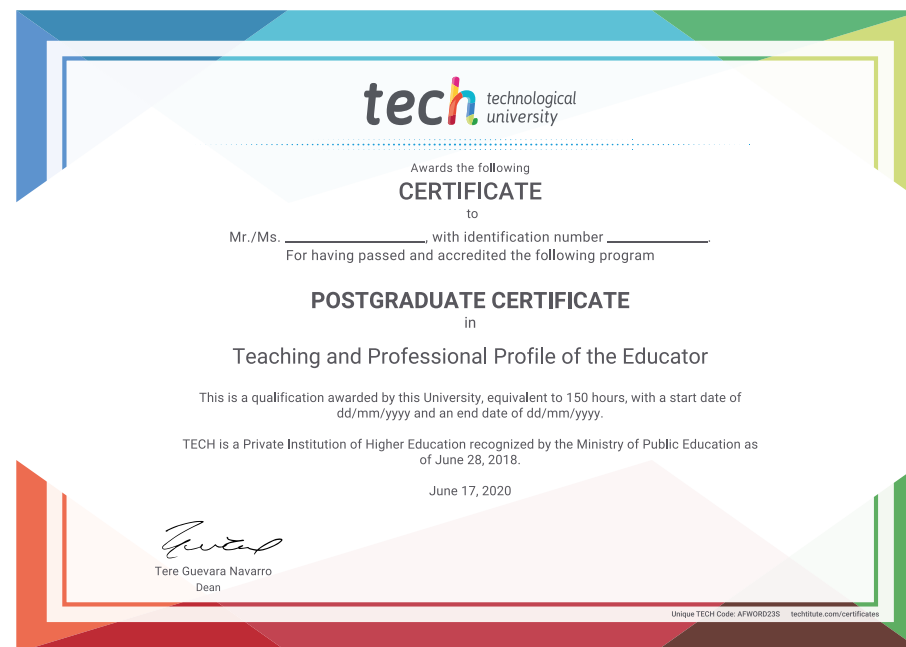 tech technological
university
Awards the following
CERTIFICATE
to
Mr./Ms. ____________________, with identification number ______________.
For having passed and accredited the following program
POSTGRADUATE CERTIFICATE
in
Teaching and Professional Profile of the Educator
This is a qualification awarded by this University, equivalent to 150 hours, with a start date of
dd/mm/yyyy and an end date of dd/mm/yyyy.
TECH is a Private Institution of Higher Education recognized by the Ministry of Public Education as
of June 28, 2018.
June 17, 2020
Tere Guevara Navarro
Dean
Unique TECH Code: AFWORD23S techtitute.com/certificates